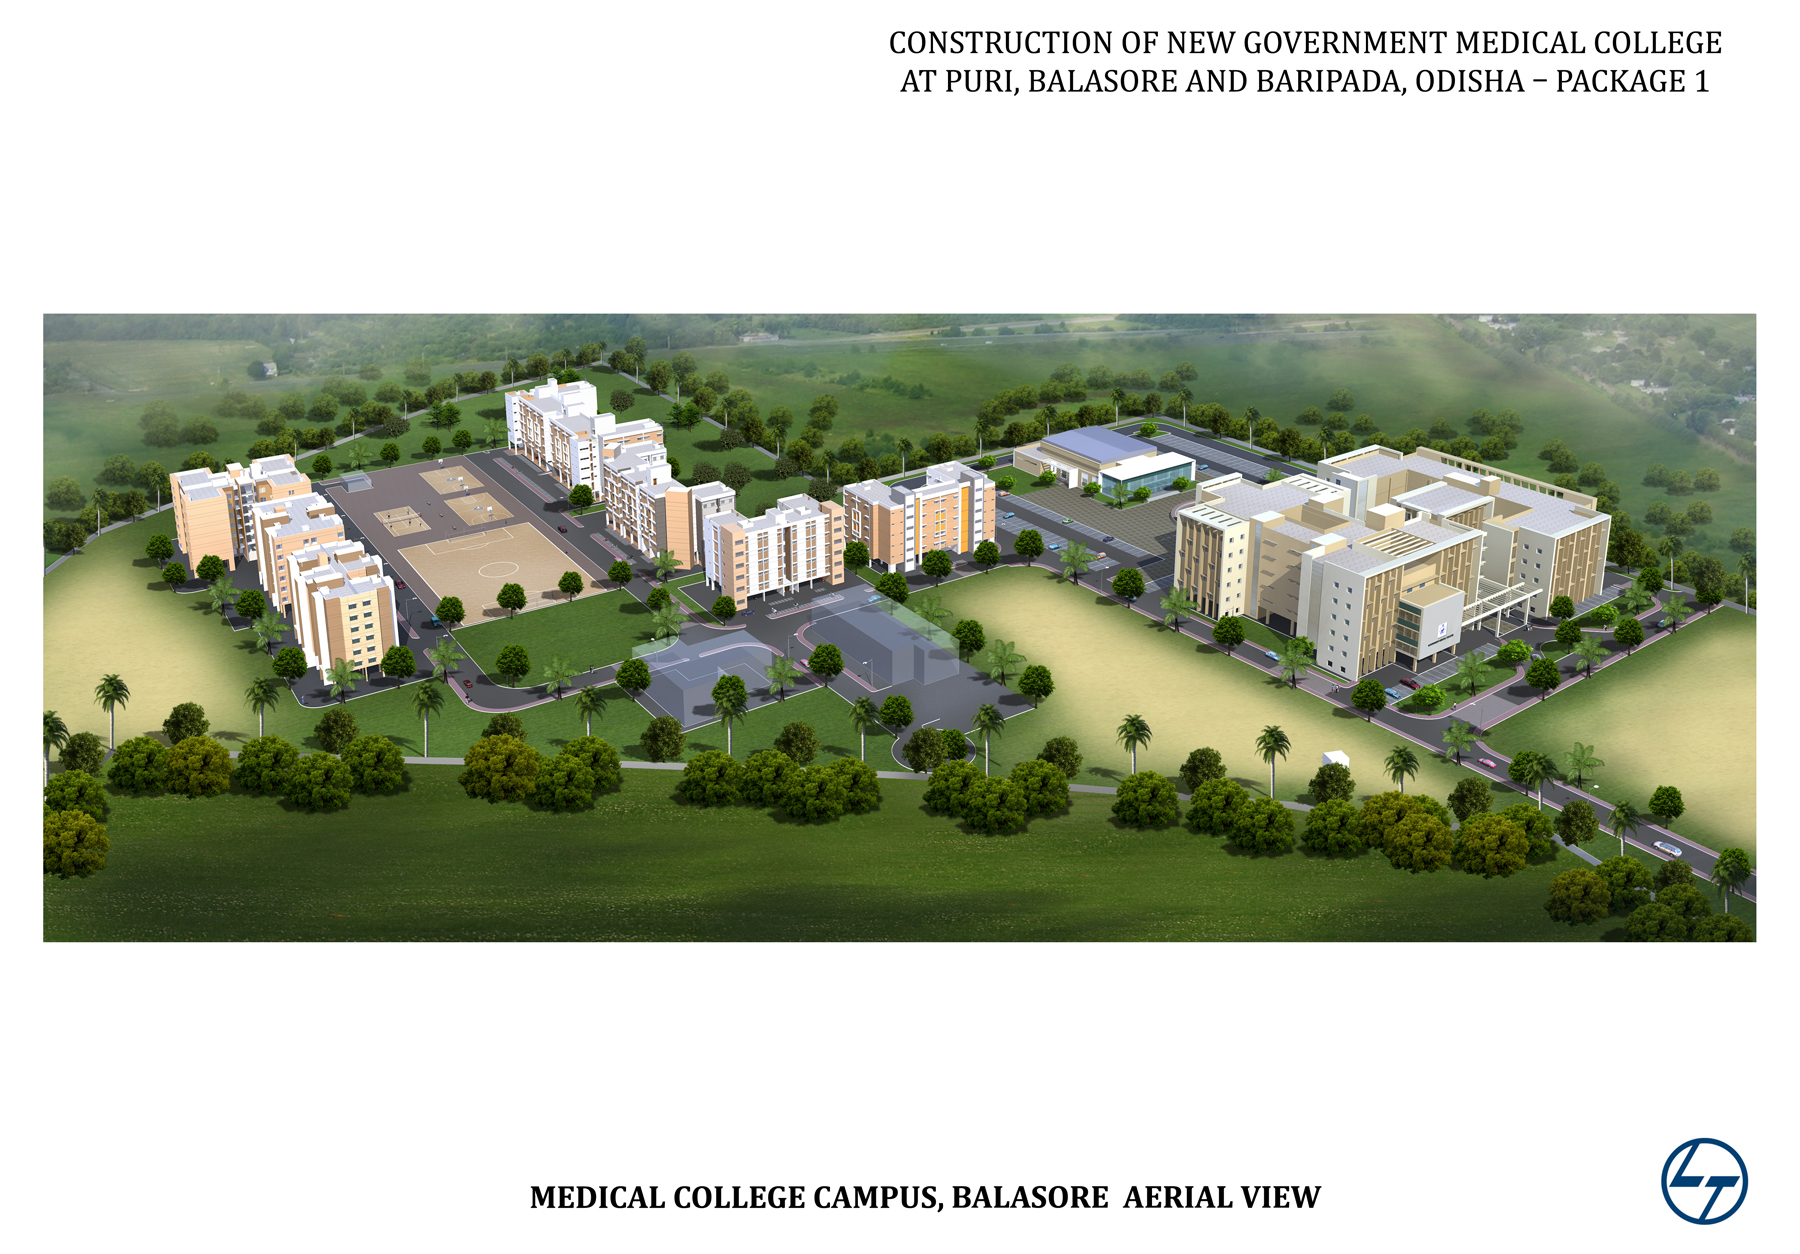 CONSTRUCTION OF NEW GOVERNMENT MEDICAL COLLEGE
AT PURI, BALASORE AND BARIPADA, ODISHA – PACKAGE 1
MEDICAL COLLEGE CAMPUS, BALASORE AERIAL VIEW
LT